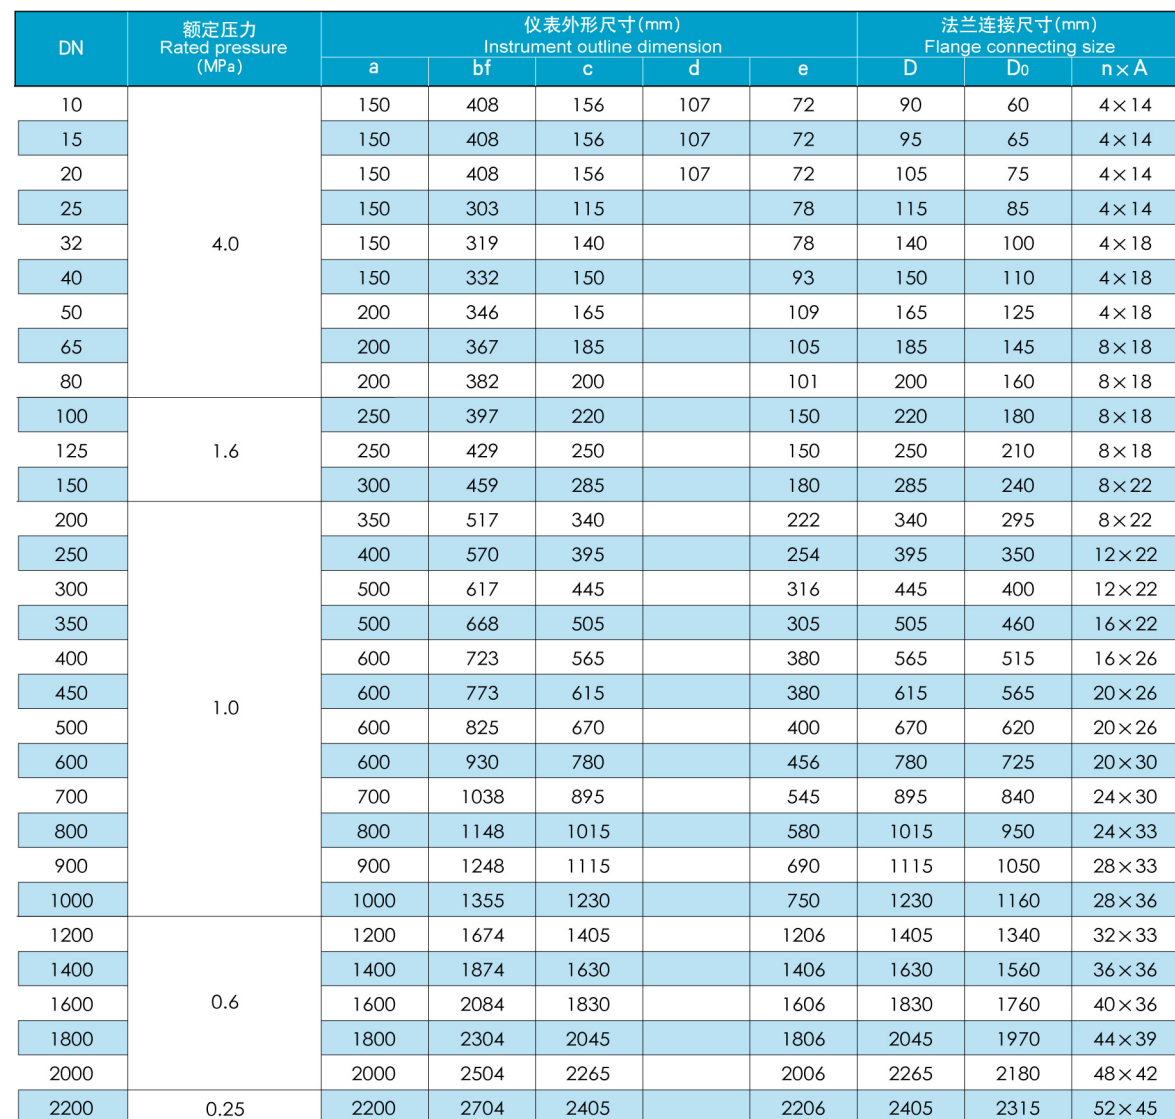 DN 额定压力 Rated pressure (MPa) 仪表外形尺寸(mm) Instrument outline dimension 法兰连接尺寸(mm) Flange connecting size
a bf c d e D D₀ n×A
10 150 408 156 107 72 90 60 4×14
15 150 408 156 107 72 95 65 4×14
20 150 408 156 107 72 105 75 4×14
25 150 303 115 78 115 85 4×14
32 4.0 150 319 140 78 140 100 4×18
40 150 332 150 93 150 110 4×18
50 200 346 165 109 165 125 4×18
65 200 367 185 105 185 145 8×18
80 200 382 200 101 200 160 8×18
100 250 397 220 150 220 180 8×18
125 1.6 250 429 250 150 250 210 8×18
150 300 459 285 180 285 240 8×22
200 350 517 340 222 340 295 8×22
250 400 570 395 254 395 350 12×22
300 500 617 445 316 445 400 12×22
350 500 668 505 305 505 460 16×22
400 600 723 565 380 565 515 16×26
450 600 773 615 380 615 565 20×26
1.0
500 600 825 670 400 670 620 20×26
600 600 930 780 456 780 725 20×30
700 700 1038 895 545 895 840 24×30
800 800 1148 1015 580 1015 950 24×33
900 900 1248 1115 690 1115 1050 28×33
1000 1000 1355 1230 750 1230 1160 28×36
1200 1200 1674 1405 1206 1405 1340 32×33
1400 1400 1874 1630 1406 1630 1560 36×36
1600 0.6 1600 2084 1830 1606 1830 1760 40×36
1800 1800 2304 2045 1806 2045 1970 44×39
2000 2000 2504 2265 2006 2265 2180 48×42
2200 0.25 2200 2704 2405 2206 2405 2315 52×45